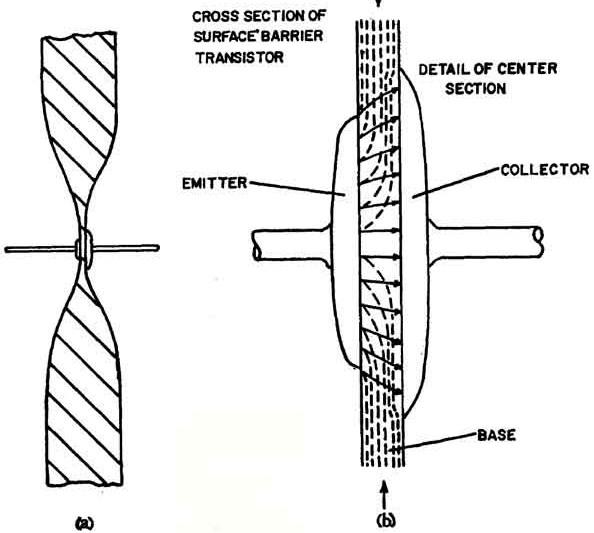 CROSS SECTION OF
SURFACE BARRIER
TRANSISTOR
DETAIL OF CENTER
SECTION
EMITTER
COLLECTOR
BASE
(a)
(b)